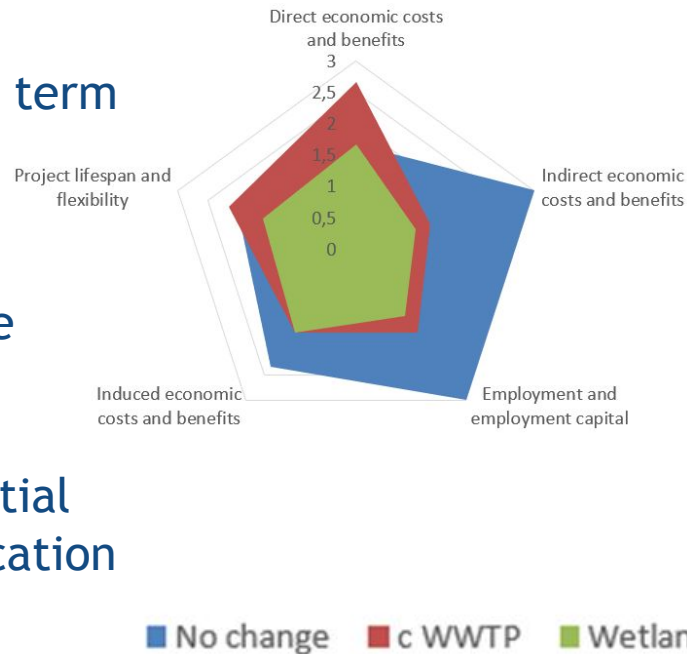 term
e
tial
cation
Direct economic costs
and benefits
3
2,5
2
1,5
1
0,5
0
Indirect economic
costs and benefits
Employment and
employment capital
Induced economic
costs and benefits
Project lifespan and
flexibility
No change
c WWTP
Wetlan